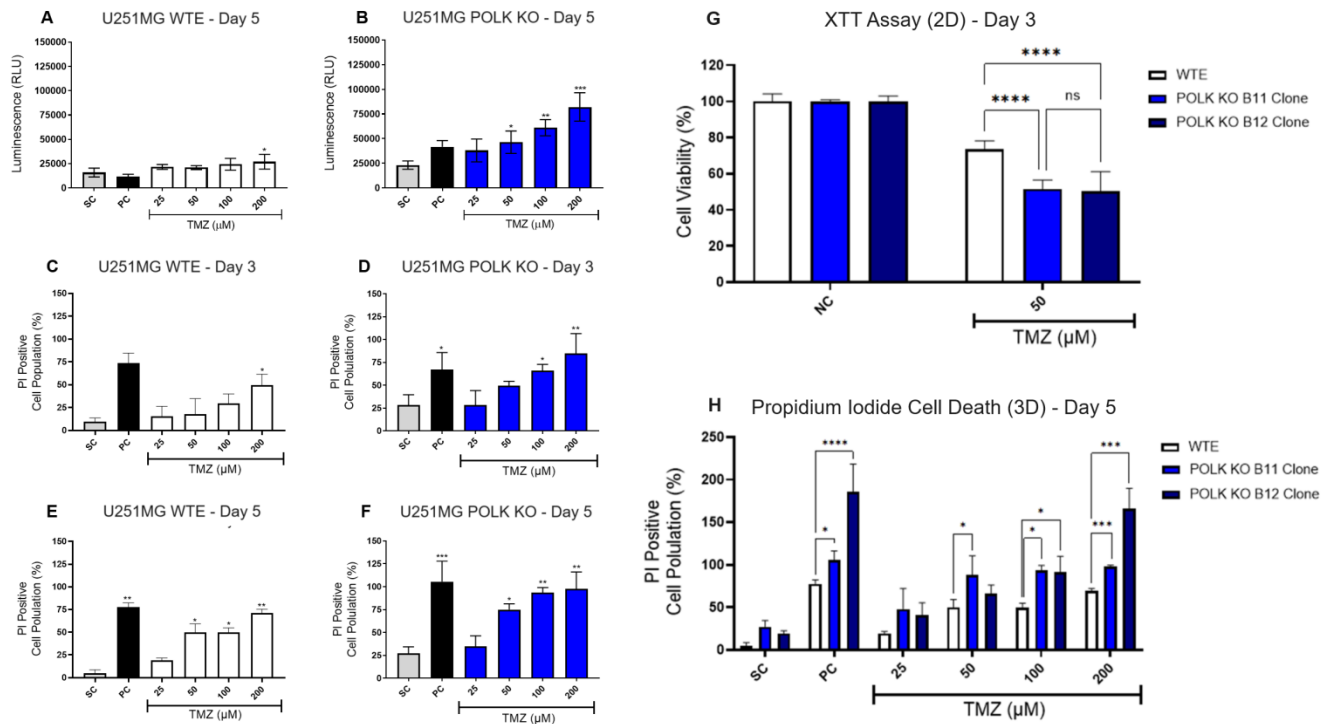 A U251MG WTE - Day 5
Luminescence (RLU)
150000
125000
100000
75000
50000
25000
0
*
SC PC 25 50 100 200
TMZ (μM)
B U251MG POLK KO - Day 5
Luminescence (RLU)
150000
125000
100000
75000
50000
25000
0
* ** ***
SC PC 25 50 100 200
TMZ (μM)
C U251MG WTE - Day 3
PI Positive
Cell Population (%)
150
125
100
75
50
25
0
*
SC PC 25 50 100 200
TMZ (μM)
D U251MG POLK KO - Day 3
PI Positive
Cell Polulation (%)
150
125
100
75
50
25
0
* * **
SC PC 25 50 100 200
TMZ (μM)
E U251MG WTE - Day 5
PI Positive
Cell Polulation (%)
150
125
100
75
50
25
0
** * * **
SC PC 25 50 100 200
TMZ (μM)
F U251MG POLK KO - Day 5
PI Positive
Cell Polulation (%)
150
125
100
75
50
25
0
*** * ** **
SC PC 25 50 100 200
TMZ (μM)
G XTT Assay (2D) - Day 3
Cell Viability (%)
120
100
80
60
40
20
0
****
**** ns
NC 50
TMZ (μM)
WTE
POLK KO B11 Clone
POLK KO B12 Clone
H Propidium Iodide Cell Death (3D) - Day 5
PI Positive
Cell Polulation (%)
250
200
150
100
50
0
**** * * * * *** ***
SC PC 25 50 100 200
TMZ (μM)
WTE
POLK KO B11 Clone
POLK KO B12 Clone